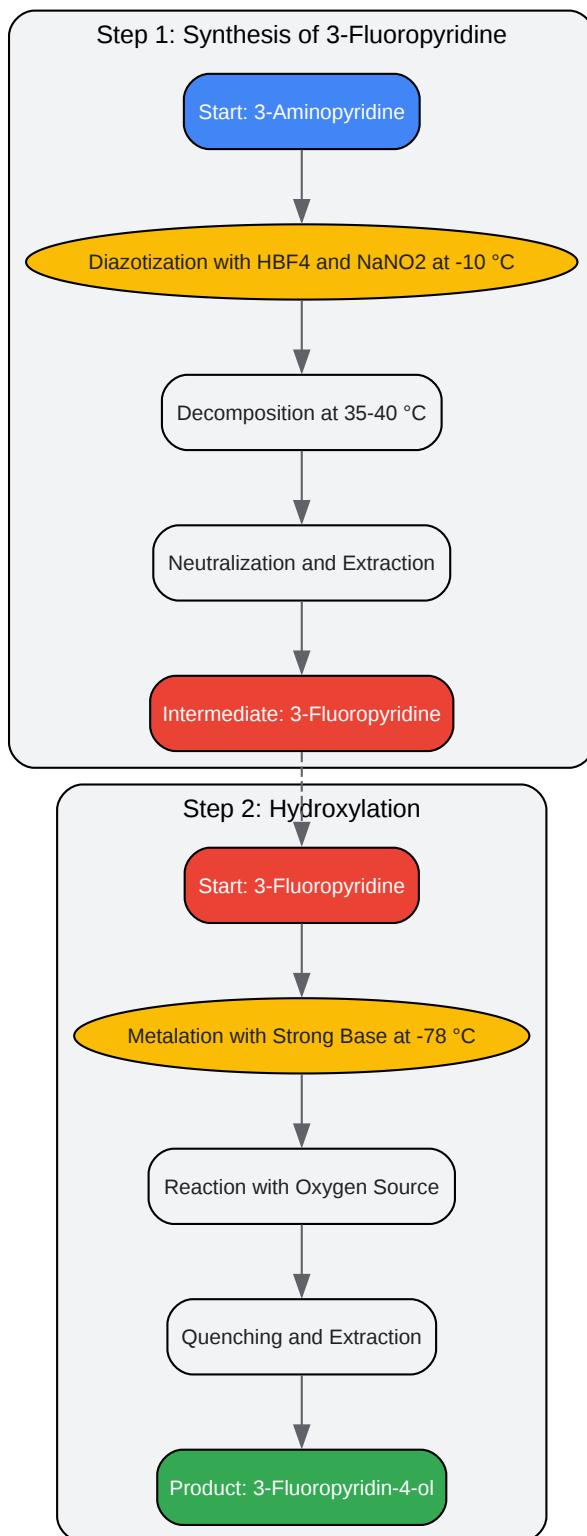 Step 1: Synthesis of 3-Fluoropyridine
Start: 3-Aminopyridine
Diazotization with HBF4 and NaNO2 at -10 °C
Decomposition at 35-40 °C
Neutralization and Extraction
Intermediate: 3-Fluoropyridine
Step 2: Hydroxylation
Start: 3-Fluoropyridine
Metalation with Strong Base at -78 °C
Reaction with Oxygen Source
Quenching and Extraction
Product: 3-Fluoropyridin-4-ol